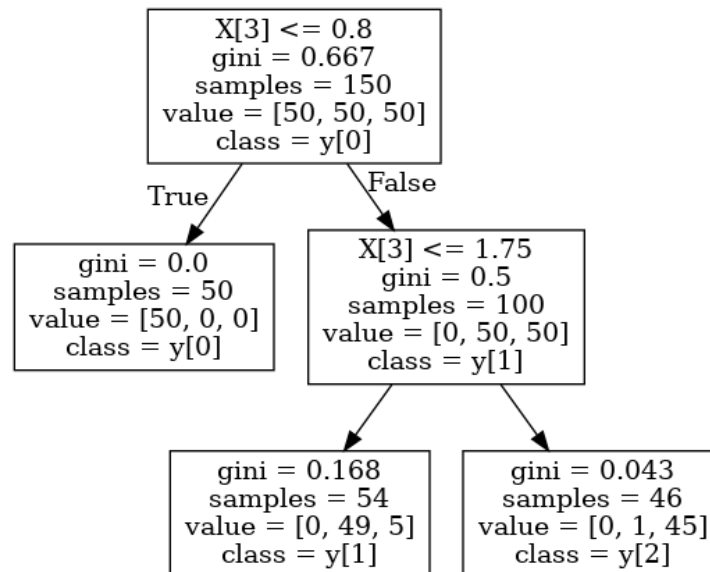 X[3] <= 0.8
gini = 0.667
samples = 150
value = [50, 50, 50]
class = y[0]
True
False
gini = 0.0
samples = 50
value = [50, 0, 0]
class = y[0]
X[3] <= 1.75
gini = 0.5
samples = 100
value = [0, 50, 50]
class = y[1]
gini = 0.168
samples = 54
value = [0, 49, 5]
class = y[1]
gini = 0.043
samples = 46
value = [0, 1, 45]
class = y[2]